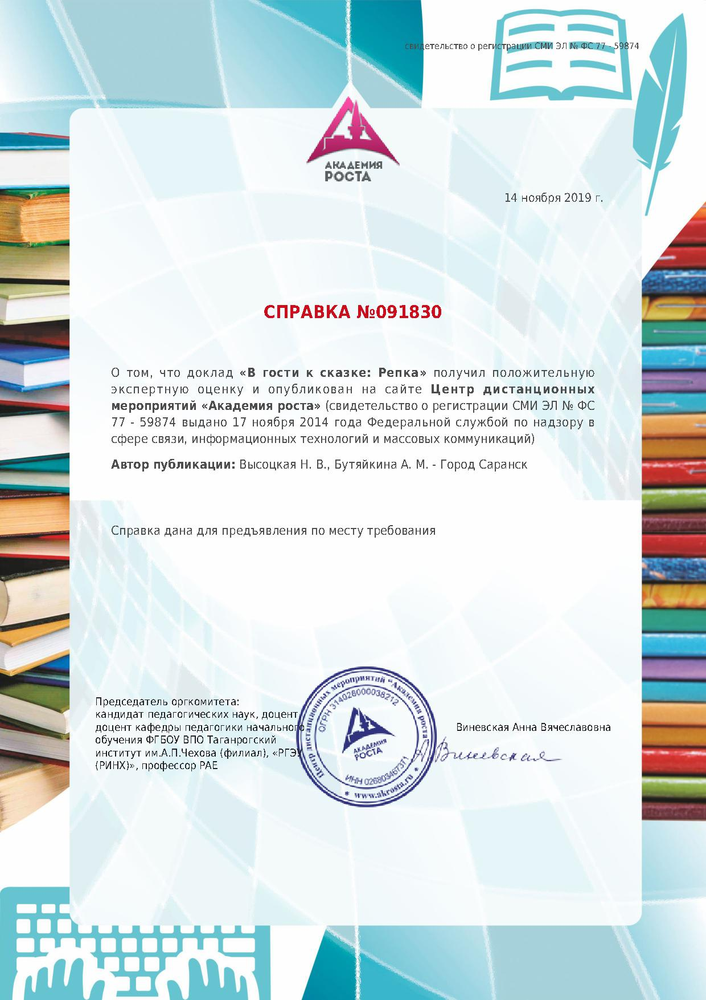 свидетельство о регистрации СМИ ЭЛ № ФС 77 - 59874
АКАДЕМИЯ
РОСТА
14 ноября 2019 г.
СПРАВКА №091830
О том, что доклад «В гости к сказке: Репка» получил положительную
экспертную оценку и опубликован на сайте Центр дистанционных
мероприятий «Академия роста» (свидетельство о регистрации СМИ ЭЛ № ФС
77 - 59874 выдано 17 ноября 2014 года Федеральной службой по надзору в
сфере связи, информационных технологий и массовых коммуникаций)
Автор публикации: Высоцкая Н. В., Бутяйкина А. М. - Город Саранск
Справка дана для предъявления по месту требования
Председатель оргкомитета:
кандидат педагогических наук, доцент,
доцент кафедры педагогики начального
обучения ФГБОУ ВПО Таганрогский
институт им.А.П.Чехова (филиал), «РГЭУ
(РИНХ)», профессор РАЕ
Центр дистанционных мероприятий "Академия роста"
ОГРН 314028000038212
АКАДЕМИЯ
РОСТА
ИНН 026803467371
* www.akrosta.ru *
Виневская Анна Вячеславовна
А Виневская